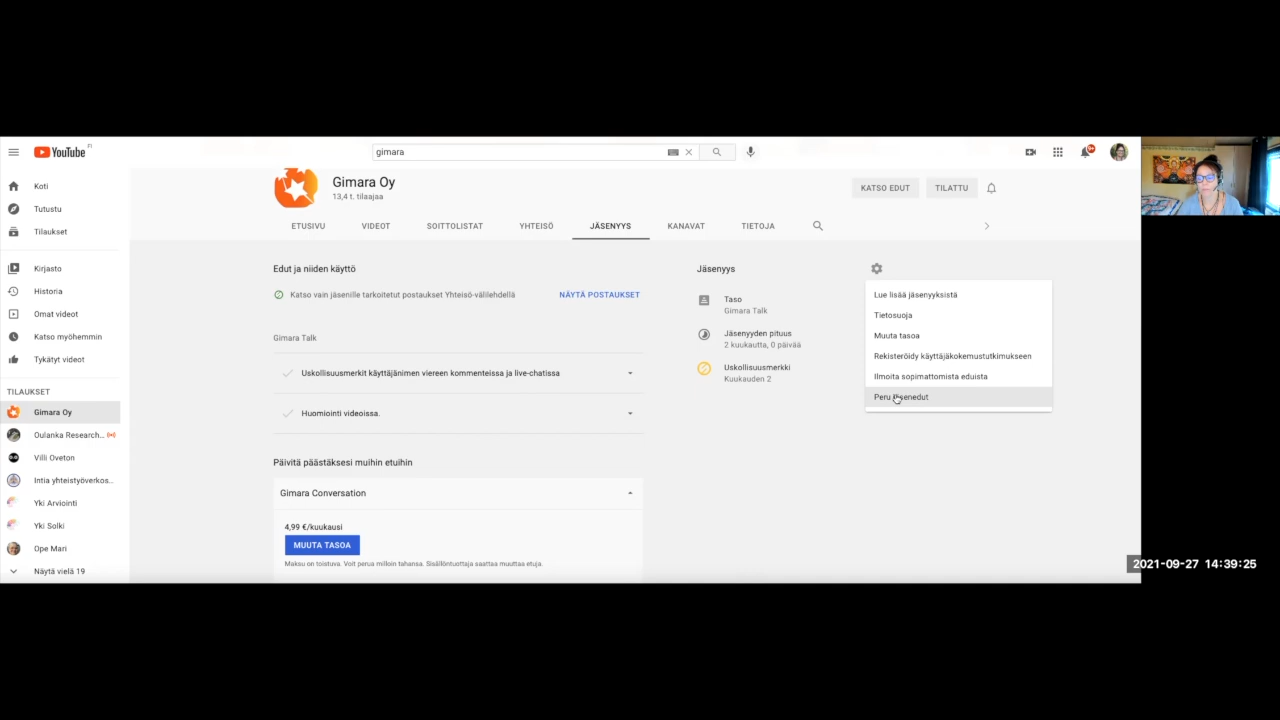 YouTube FI
gimara
9+
Koti
Tutustu
Tilaukset
Kirjasto
Historia
Omat videot
Katso myöhemmin
Tykätyt videot
TILAUKSET
Gimara Oy
Oulanka Research...
Villi Oveton
Intia yhteistyöverkos...
Yki Arviointi
Yki Solki
Ope Mari
Näytä vielä 19
Gimara Oy
13,4 t. tilaajaa
KATSO EDUT
TILATTU
ETUSIVU VIDEOT SOITTOLISTAT YHTEISÖ JÄSENYYS KANAVAT TIETOJA
Edut ja niiden käyttö
Katso vain jäsenille tarkoitetut postaukset Yhteisö-välilehdellä
NÄYTÄ POSTAUKSET
Gimara Talk
Uskollisuusmerkit käyttäjänimen viereen kommenteissa ja live-chatissa
Huomiointi videoissa.
Päivitä päästäksesi muihin etuihin
Gimara Conversation
4,99 €/kuukausi
MUUTA TASOA
Maksu on toistuva. Voit perua milloin tahansa. Sisällöntuottaja saattaa muuttaa etuja.
Jäsenyys
Taso
Gimara Talk
Jäsenyyden pituus
2 kuukautta, 0 päivää
Uskollisuusmerkki
Kuukauden 2
Lue lisää jäsenyyksistä
Tietosuoja
Muuta tasoa
Rekisteröidy käyttäjäkokemustutkimukseen
Ilmoita sopimattomista eduista
Peru
2021-09-27 14:39:25